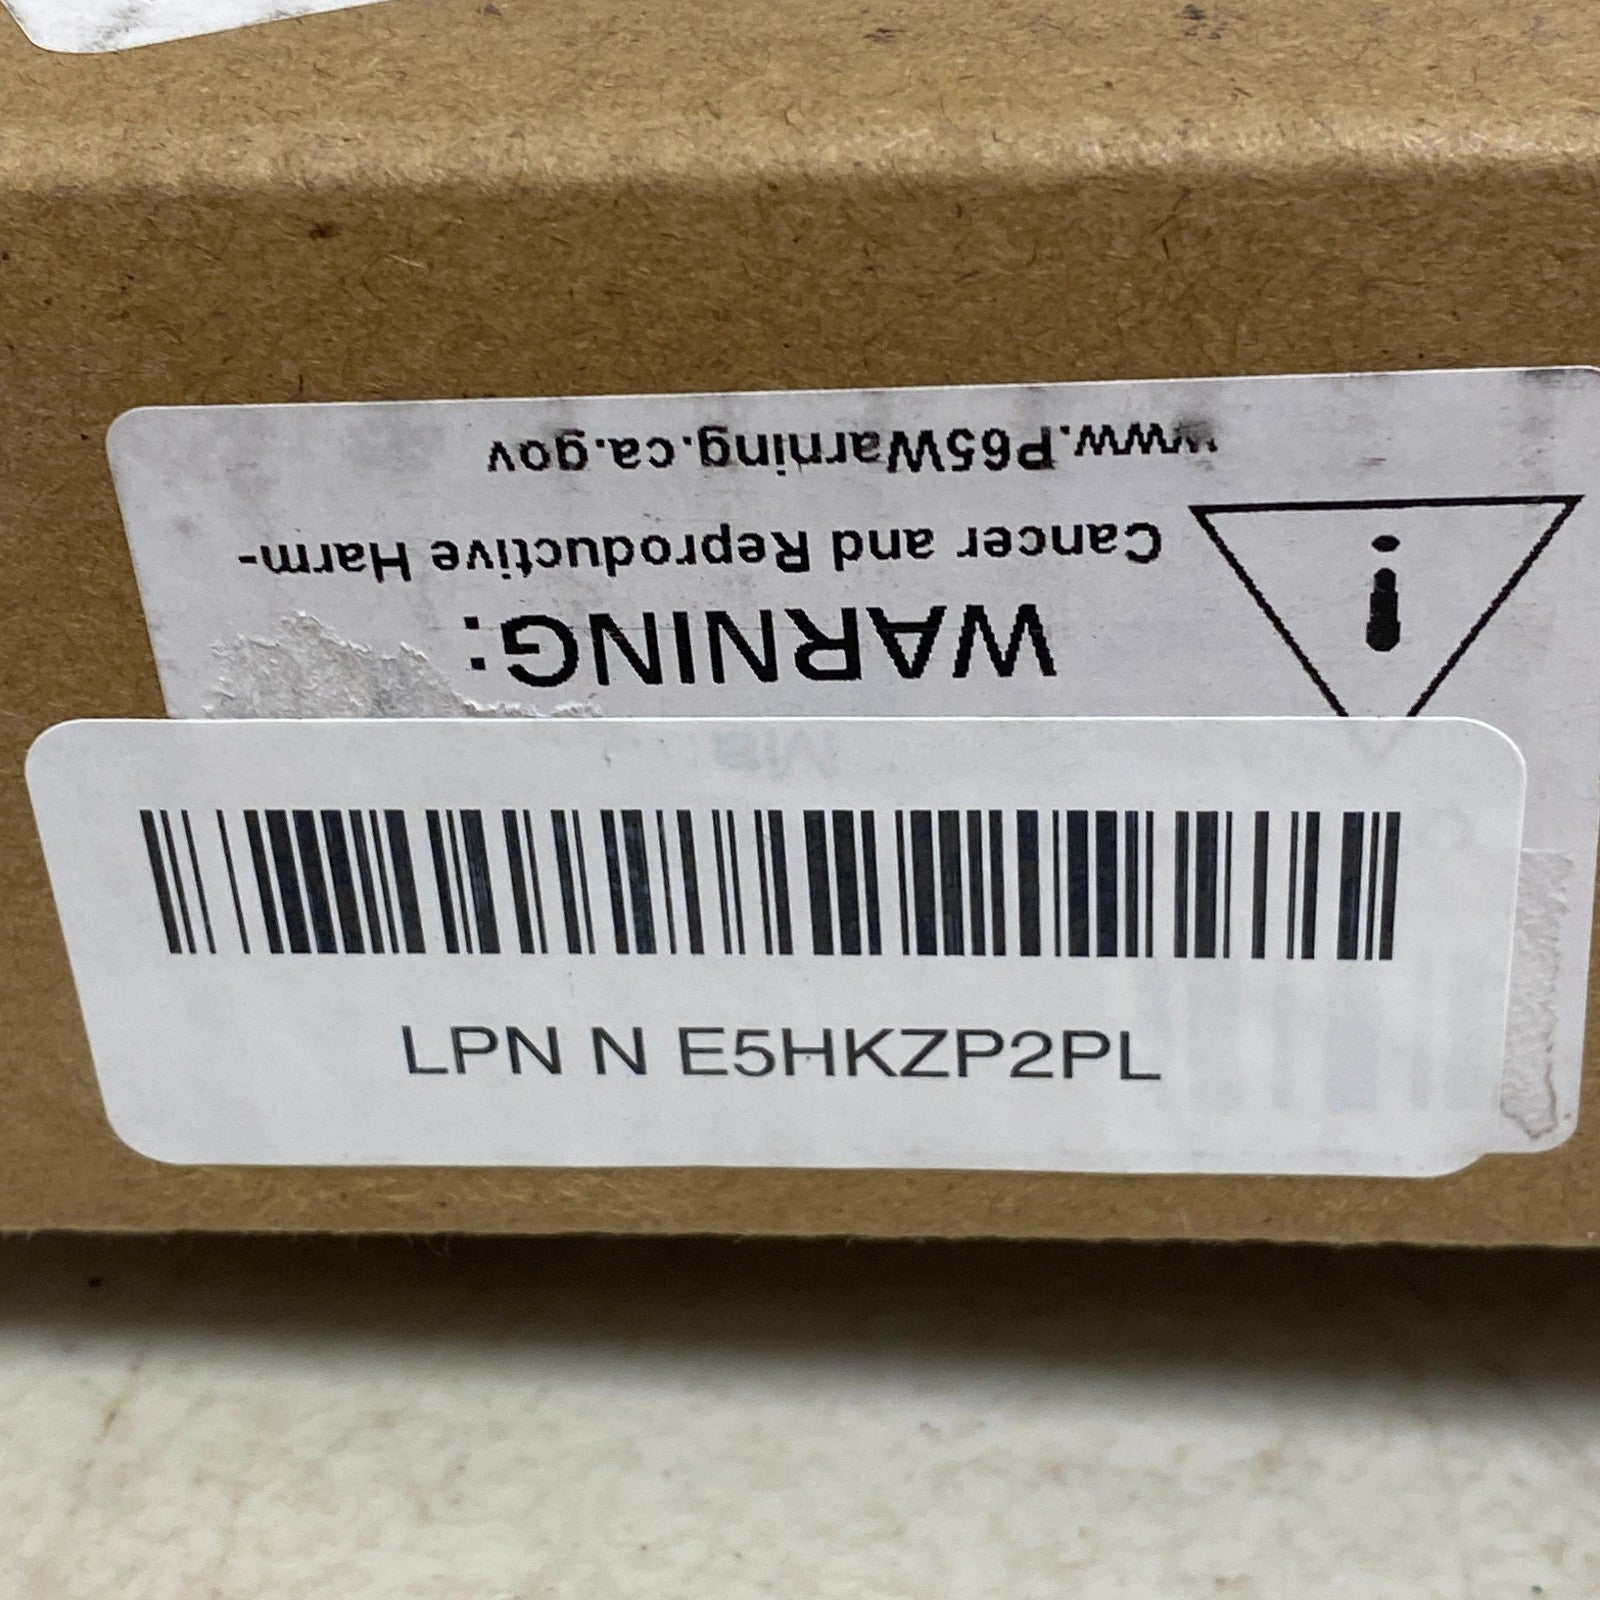 WARNING:
Cancer and Reproductive Harm-
www.P65Warning.ca.gov
LPN N E5HKZP2PL